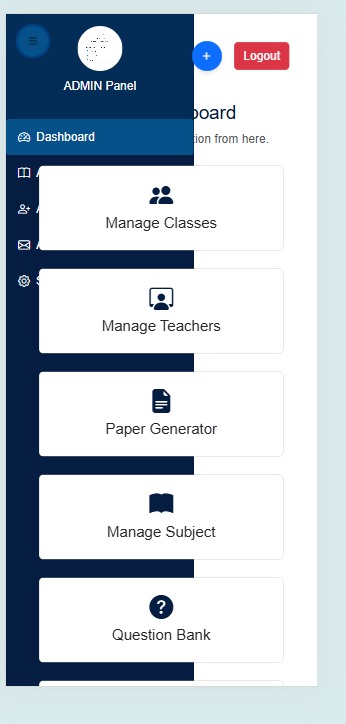 ADMIN Panel
+
Logout
board
Dashboard
tion from here.
A
Manage Classes
A
A
S
Manage Teachers
Paper Generator
Manage Subject
?
Question Bank